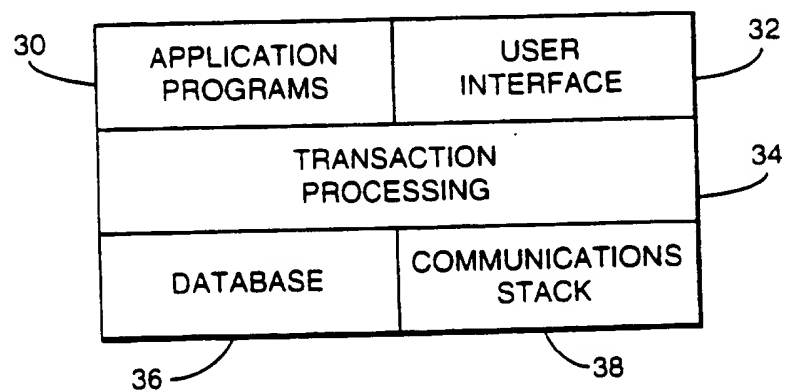 30
APPLICATION
PROGRAMS
USER
INTERFACE
32
TRANSACTION
PROCESSING
34
DATABASE
COMMUNICATIONS
STACK
36
38